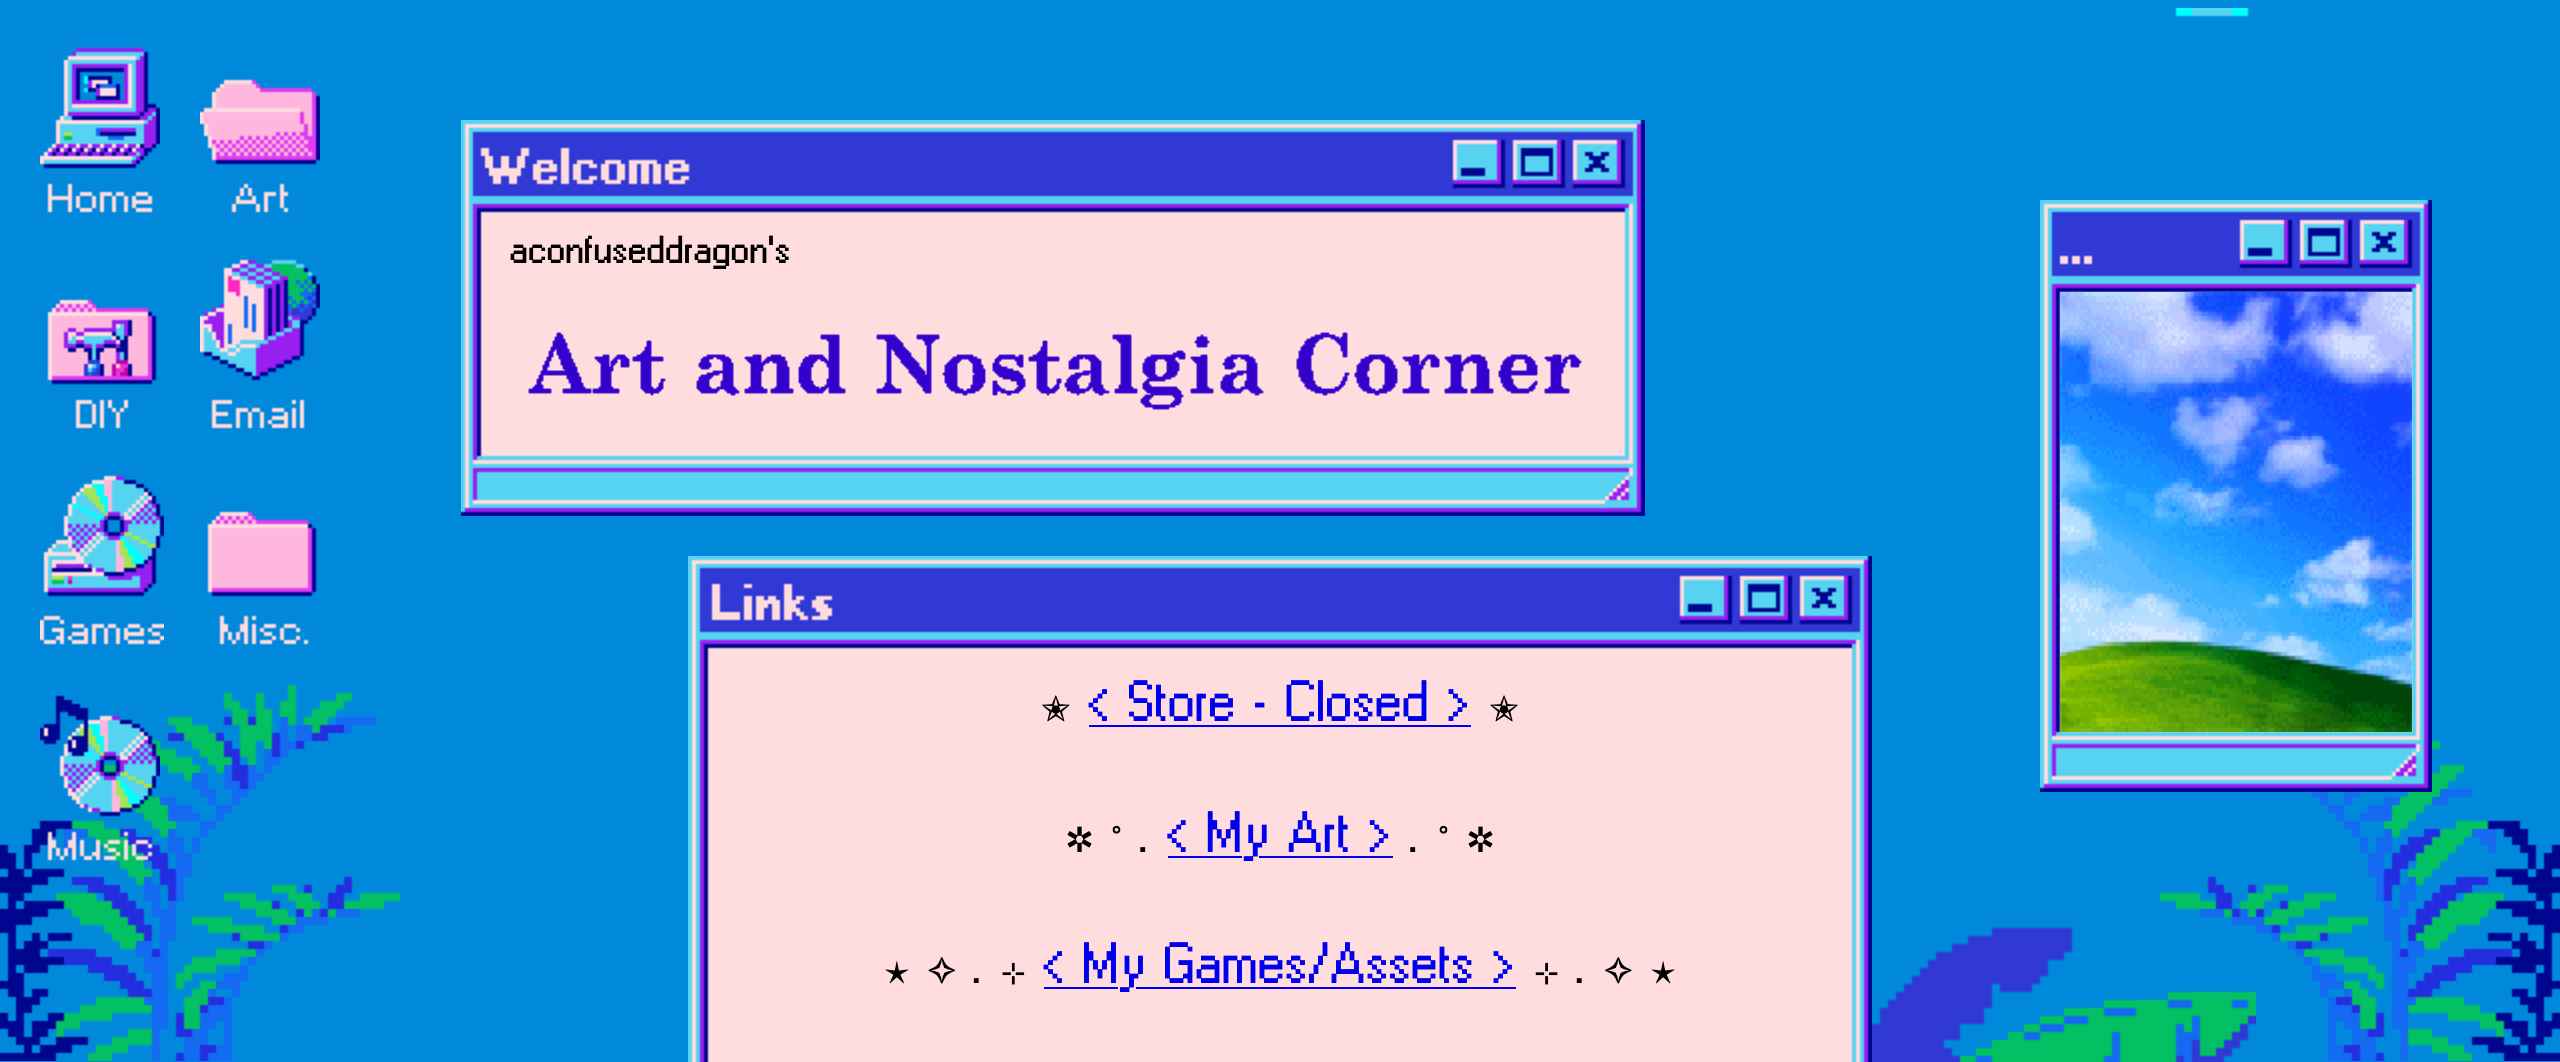 Home
Art
DIY
Email
Games
Misc.
Music
Welcome
aconfuseddragon's
Art and Nostalgia Corner
...
Links
✭ < Store - Closed > ✭
✲ ° . < My Art > . ° ✲
★ ✧ . ⊹ < My Games/Assets > ⊹ . ✧ ★